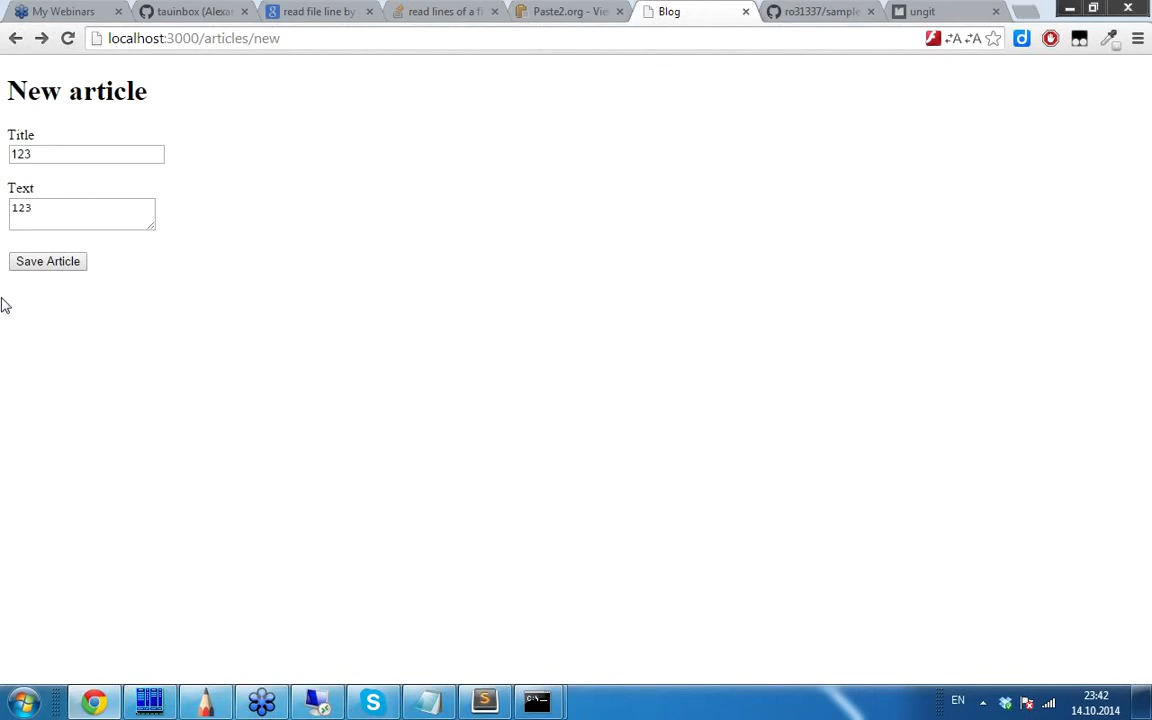 My Webinars
tauinbox (Alexa
read file line by
read lines of a fi
Paste2.org - Vie
Blog
ro31337/sample
ungit
localhost:3000/articles/new
New article
Title
123
Text
123
Save Article
EN
23:42
14.10.2014